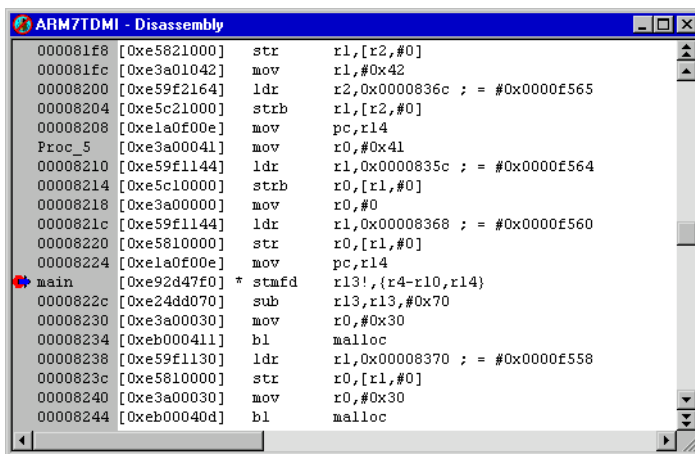 ARM7TDMI - Disassembly
000081f8 [0xe5821000] str r1,[r2,#0]
000081fc [0xe3a01042] mov r1,#0x42
00008200 [0xe59f2164] ldr r2,0x0000836c ; = #0x0000f565
00008204 [0xe5c21000] strb r1,[r2,#0]
00008208 [0xe1a0f00e] mov pc,r14
Proc_5 [0xe3a00041] mov r0,#0x41
00008210 [0xe59f1144] ldr r1,0x0000835c ; = #0x0000f564
00008214 [0xe5c10000] strb r0,[r1,#0]
00008218 [0xe3a00000] mov r0,#0
0000821c [0xe59f1144] ldr r1,0x00008368 ; = #0x0000f560
00008220 [0xe5810000] str r0,[r1,#0]
00008224 [0xe1a0f00e] mov pc,r14
main [0xe92d47f0] * stmfd r13!,{r4-r10,r14}
0000822c [0xe24dd070] sub r13,r13,#0x70
00008230 [0xe3a00030] mov r0,#0x30
00008234 [0xeb000411] bl malloc
00008238 [0xe59f1130] ldr r1,0x00008370 ; = #0x0000f558
0000823c [0xe5810000] str r0,[r1,#0]
00008240 [0xe3a00030] mov r0,#0x30
00008244 [0xeb00040d] bl malloc